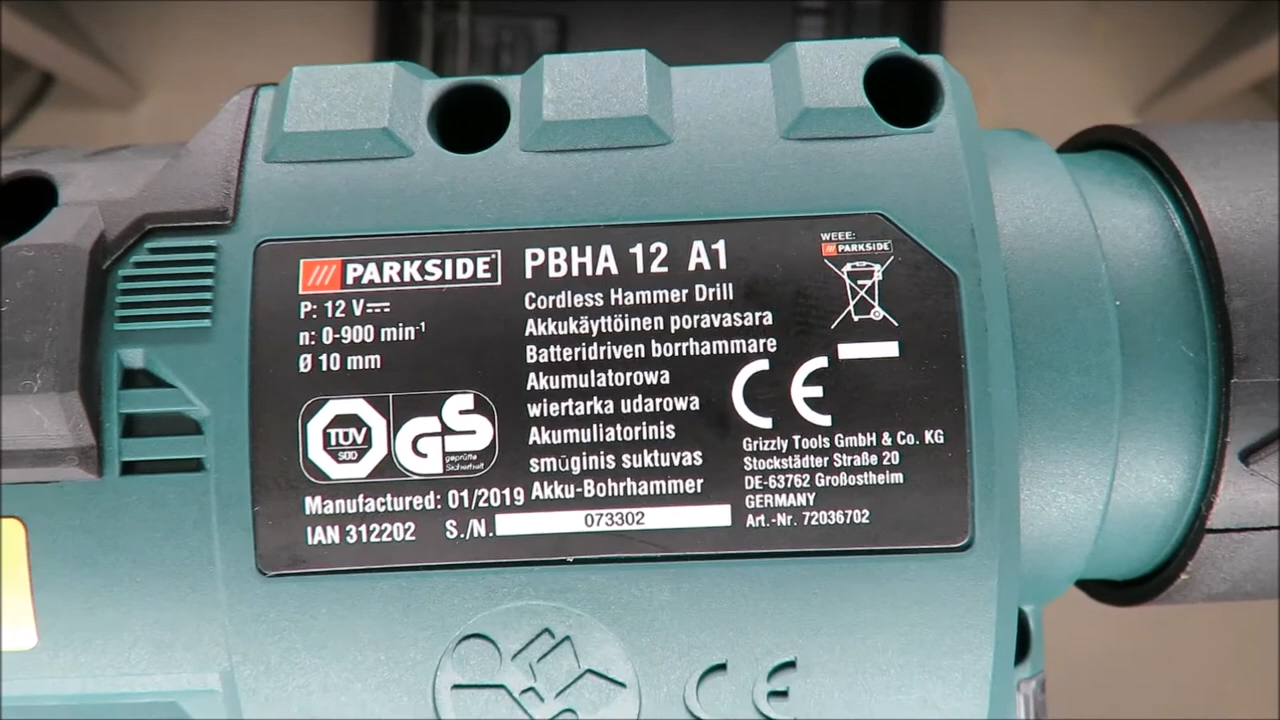 PARKSIDE
P: 12 V
n: 0-900 min-1
Ø 10 mm
TÜV
SÜD
GS
geprüfte
Sicherheit
Manufactured: 01/2019
IAN 312202 S./N. 073302
PBHA 12 A1
Cordless Hammer Drill
Akkukäyttöinen poravasara
Batteridriven borrhammare
Akumulatorowa
wiertarka udarowa
Akumuliatorinis
smūginis suktuvas
Akku-Bohrhammer
WEEE:
PARKSIDE
CE
Grizzly Tools GmbH & Co. KG
Stockstädter Straße 20
DE-63762 Großostheim
GERMANY
Art.-Nr. 72036702
CE